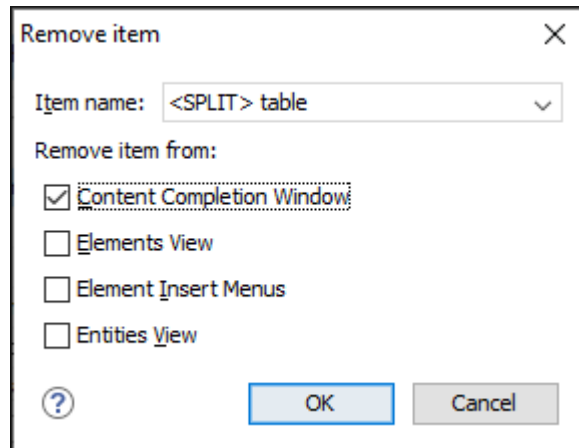 Remove item
Item name: <SPLIT> table
Remove item from:
Content Completion Window
Elements View
Element Insert Menus
Entities View
? OK Cancel